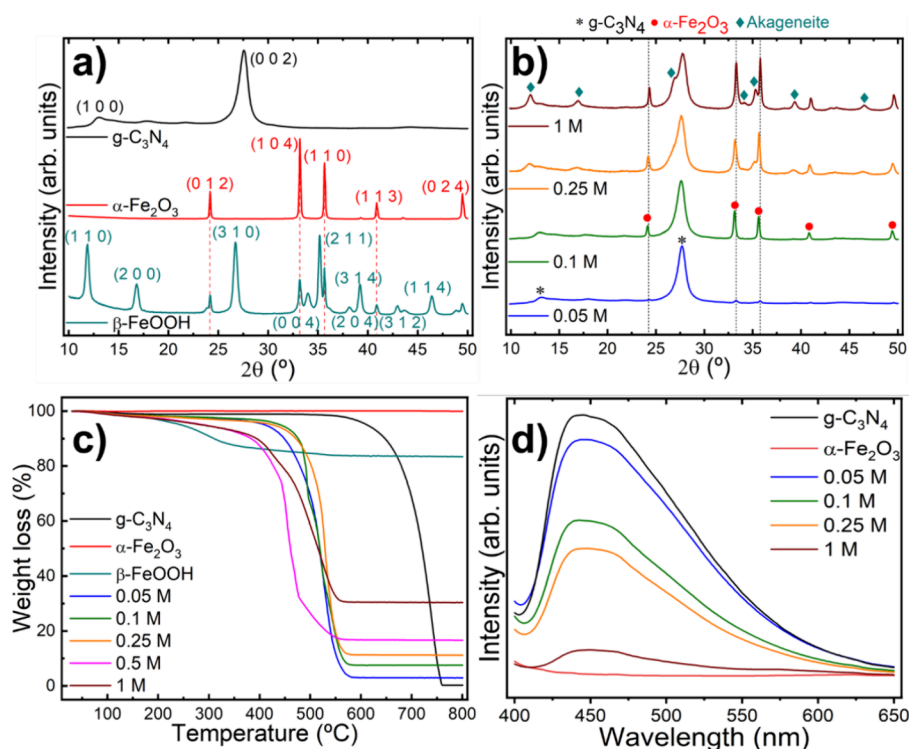 * g-C₃N₄ ● α-Fe₂O₃ ◆ Akageneite
a)
(0 0 2)
(1 0 0)
g-C₃N₄
(1 0 4)
(1 1 0)
(0 1 2)
(1 1 3)
(0 2 4)
α-Fe₂O₃
(1 1 0)
(3 1 0)
(2 1 1)
(2 0 0)
(3 1 4)
(1 1 4)
(0 0 4)
(2 0 4)
(3 1 2)
β-FeOOH
10 15 20 25 30 35 40 45 50
2θ (º)
Intensity (arb. units)
b)
1 M
0.25 M
0.1 M
*
*
0.05 M
10 15 20 25 30 35 40 45 50
2θ (º)
Intensity (arb. units)
c)
100
80
60
40
20
0
g-C₃N₄
α-Fe₂O₃
β-FeOOH
0.05 M
0.1 M
0.25 M
0.5 M
1 M
100 200 300 400 500 600 700 800
Temperature (ºC)
Weight loss (%)
d)
g-C₃N₄
α-Fe₂O₃
0.05 M
0.1 M
0.25 M
1 M
400 450 500 550 600 650
Wavelength (nm)
Intensity (arb. units)